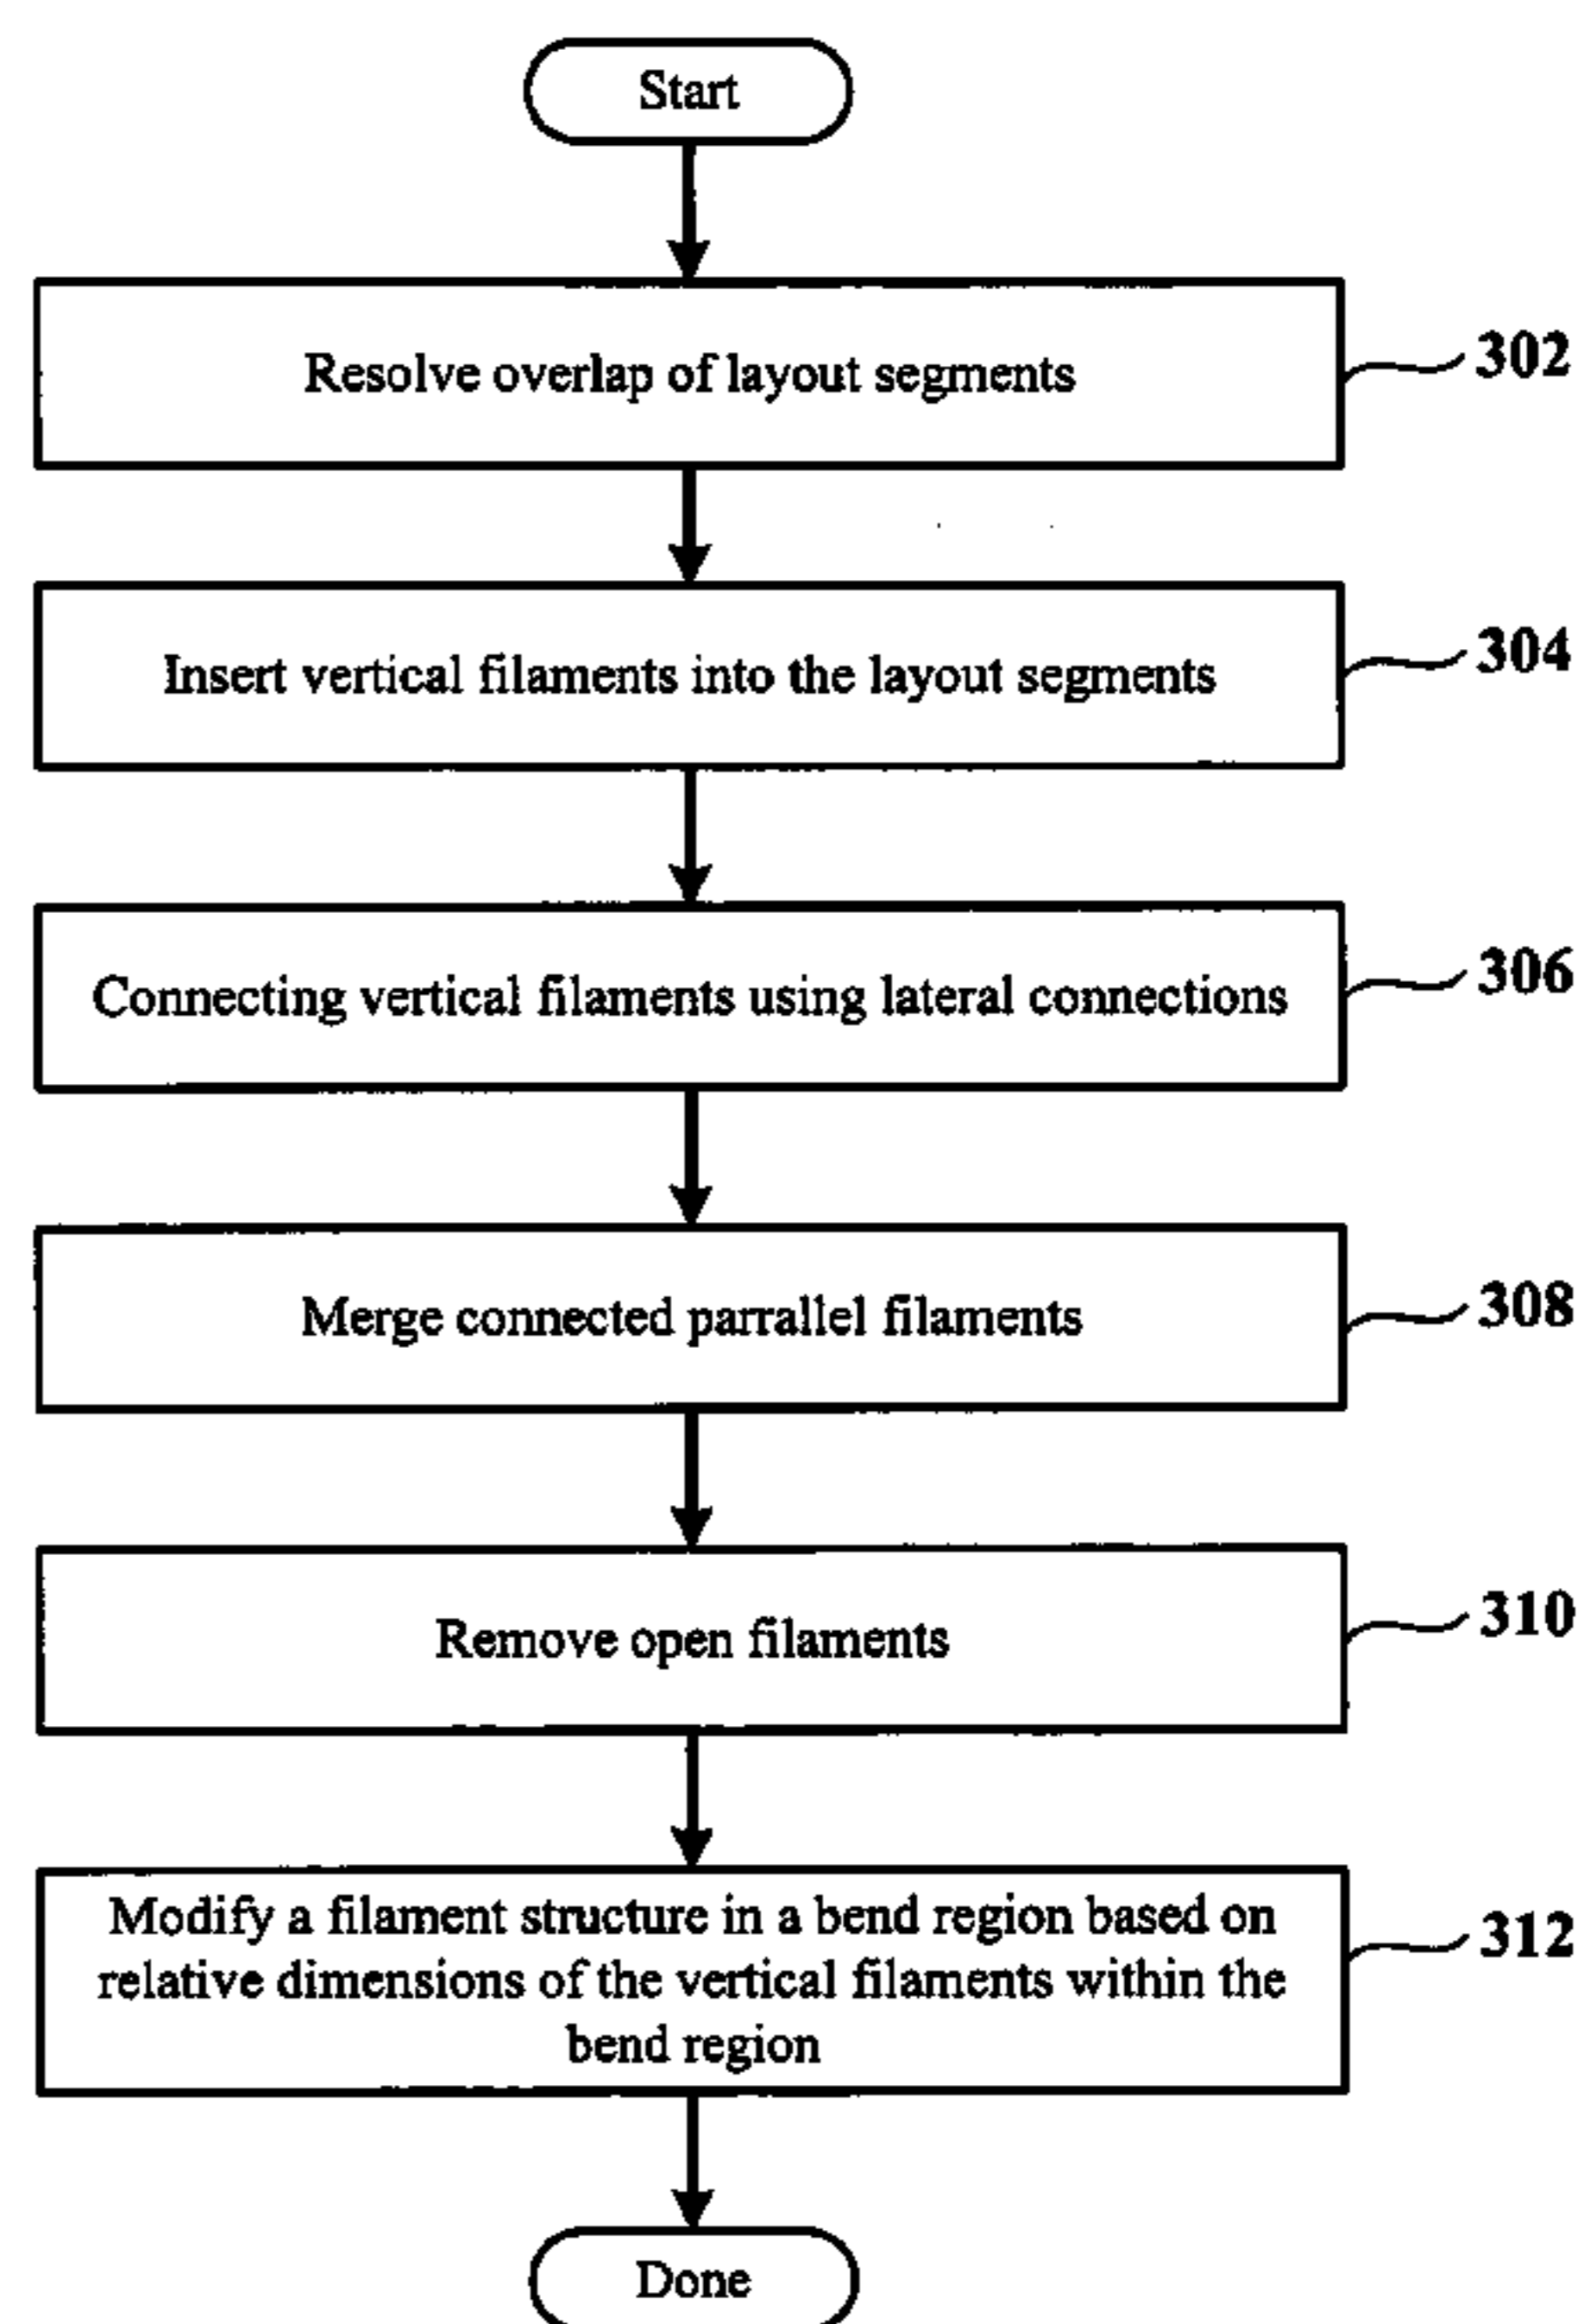 Start
Resolve overlap of layout segments
302
Insert vertical filaments into the layout segments
304
Connecting vertical filaments using lateral connections
306
Merge connected parrallel filaments
308
Remove open filaments
310
Modify a filament structure in a bend region based on
relative dimensions of the vertical filaments within the
bend region
312
Done